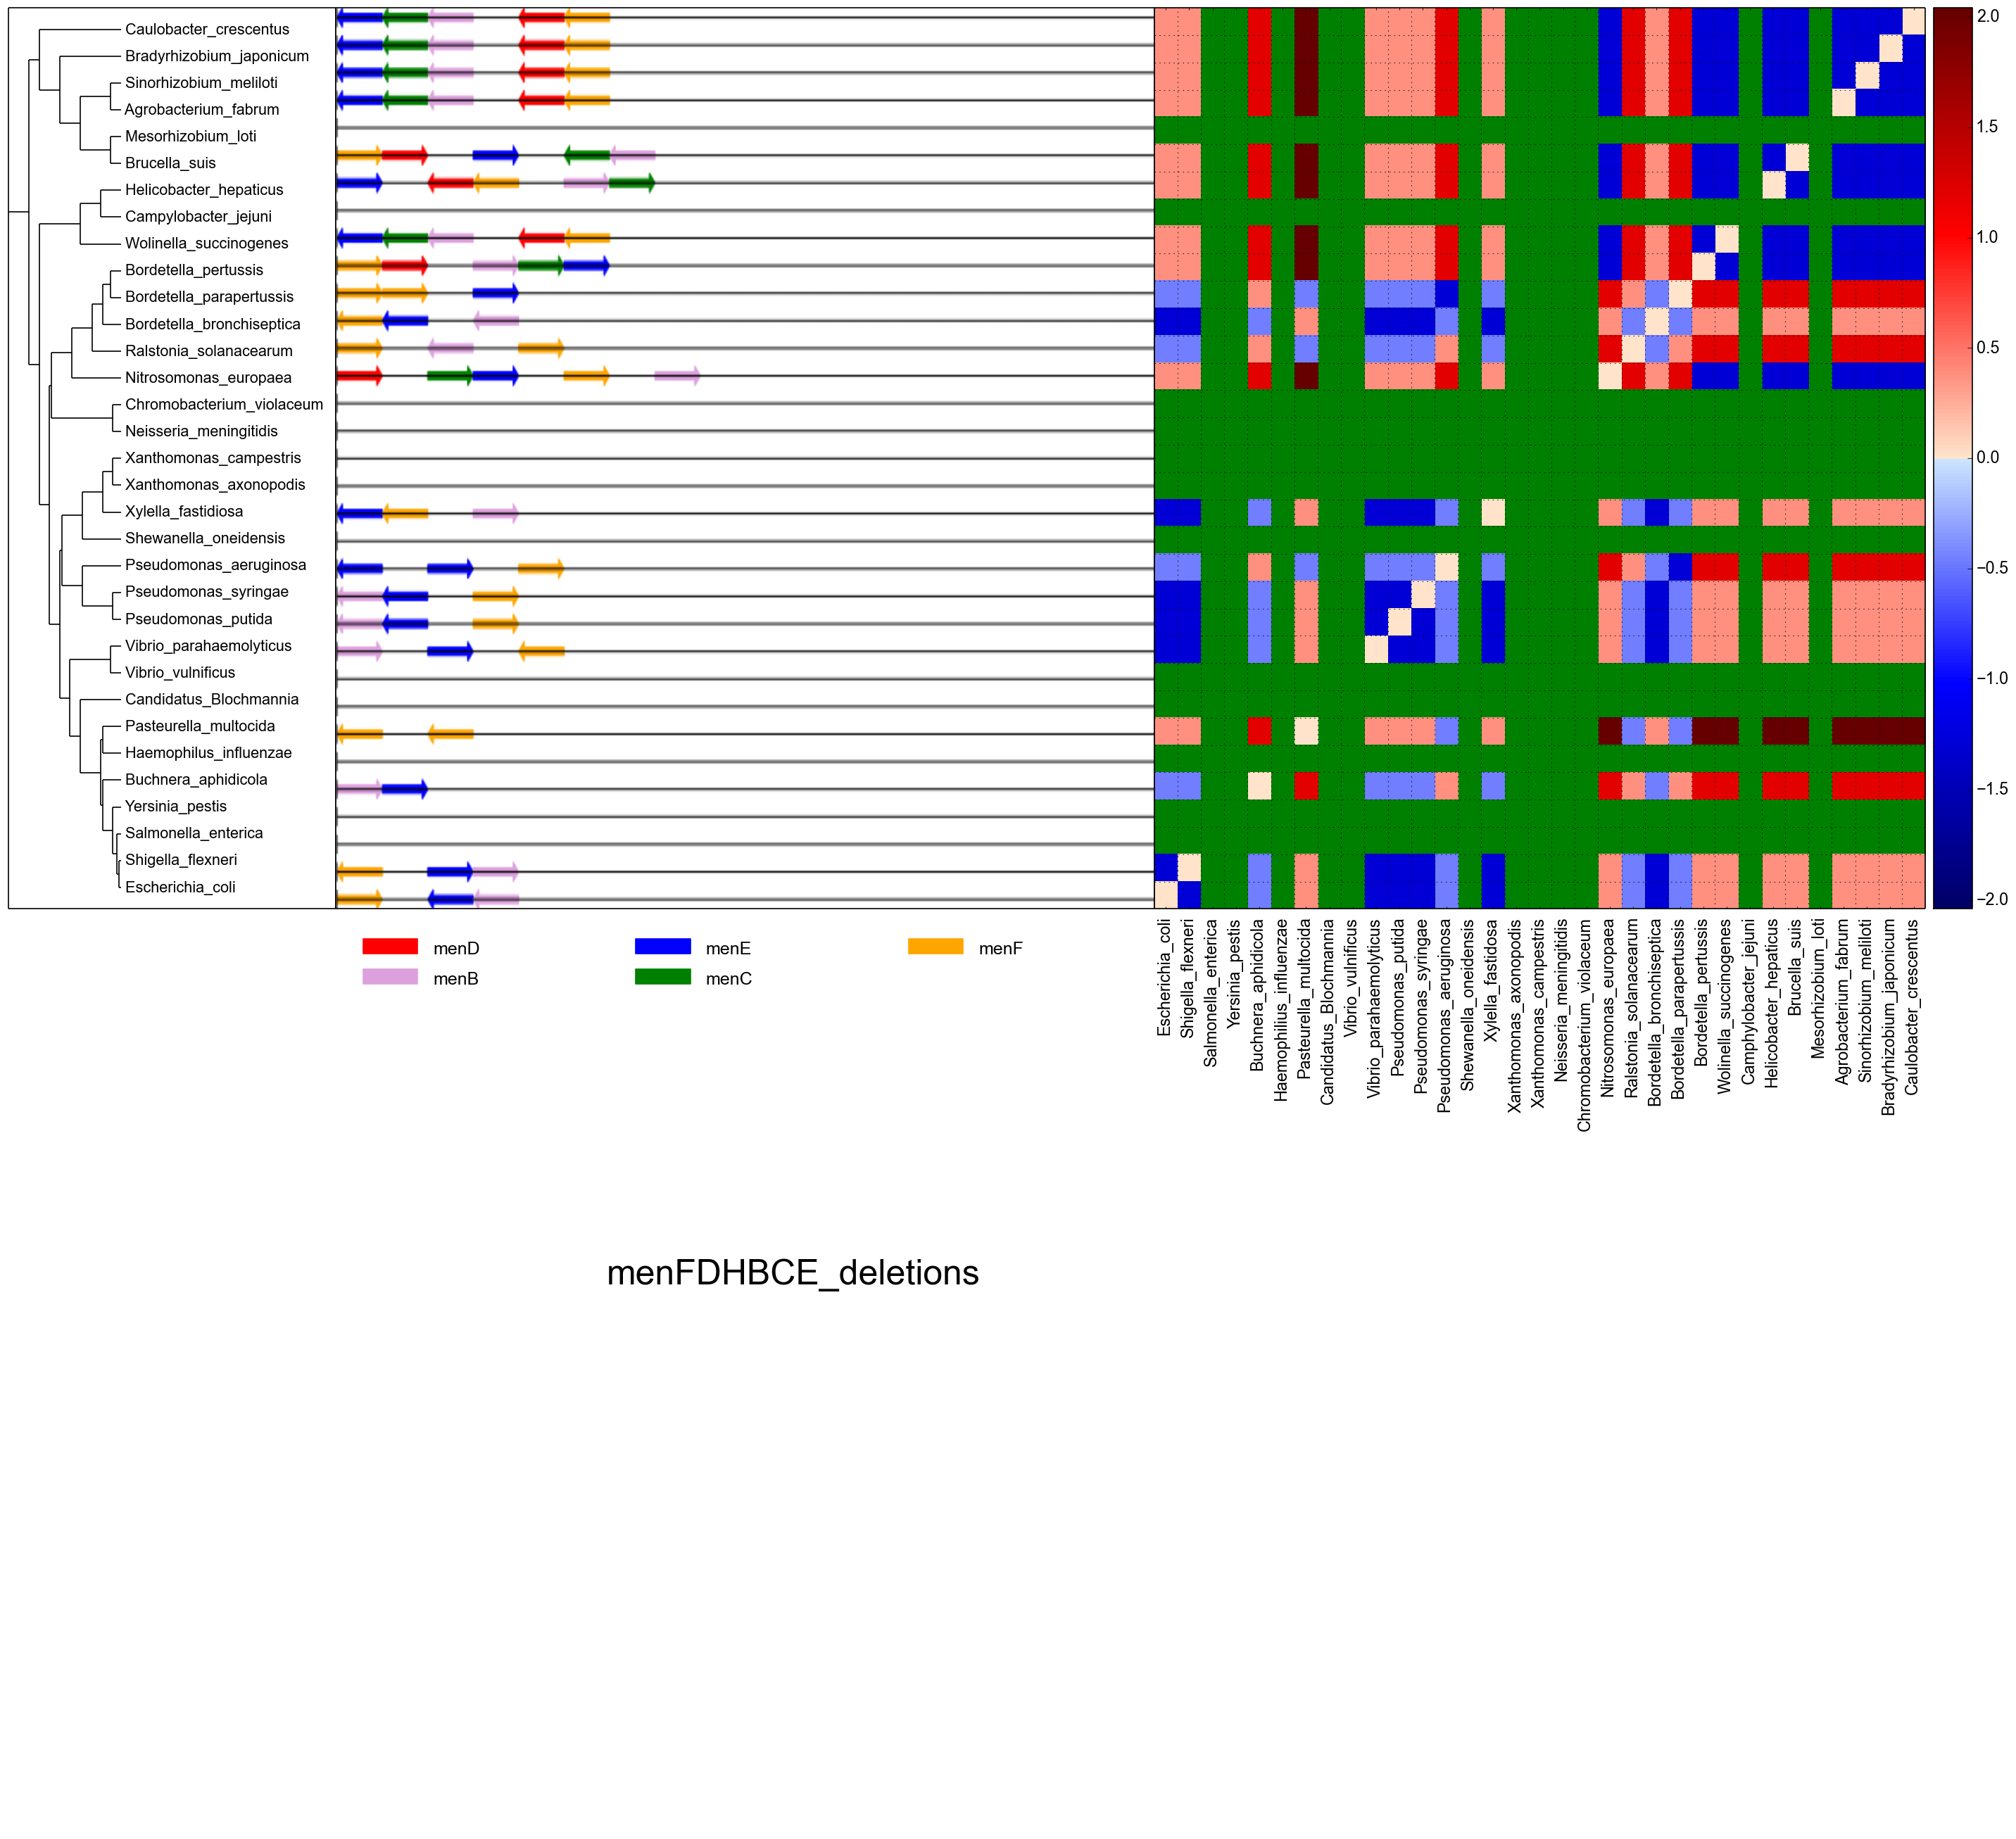 Caulobacter_crescentus
Bradyrhizobium_japonicum
Sinorhizobium_meliloti
Agrobacterium_fabrum
Mesorhizobium_loti
Brucella_suis
Helicobacter_hepaticus
Campylobacter_jejuni
Wolinella_succinogenes
Bordetella_pertussis
Bordetella_parapertussis
Bordetella_bronchiseptica
Ralstonia_solanacearum
Nitrosomonas_europaea
Chromobacterium_violaceum
Neisseria_meningitidis
Xanthomonas_campestris
Xanthomonas_axonopodis
Xylella_fastidiosa
Shewanella_oneidensis
Pseudomonas_aeruginosa
Pseudomonas_syringae
Pseudomonas_putida
Vibrio_parahaemolyticus
Vibrio_vulnificus
Candidatus_Blochmannia
Pasteurella_multocida
Haemophilus_influenzae
Buchnera_aphidicola
Yersinia_pestis
Salmonella_enterica
Shigella_flexneri
Escherichia_coli
2.0
1.5
1.0
0.5
0.0
−0.5
−1.0
−1.5
−2.0
Escherichia_coli
Shigella_flexneri
Salmonella_enterica
Yersinia_pestis
Buchnera_aphidicola
Haemophilus_influenzae
Pasteurella_multocida
Candidatus_Blochmannia
Vibrio_vulnificus
Vibrio_parahaemolyticus
Pseudomonas_putida
Pseudomonas_syringae
Pseudomonas_aeruginosa
Shewanella_oneidensis
Xylella_fastidiosa
Xanthomonas_axonopodis
Xanthomonas_campestris
Neisseria_meningitidis
Chromobacterium_violaceum
Nitrosomonas_europaea
Ralstonia_solanacearum
Bordetella_bronchiseptica
Bordetella_parapertussis
Bordetella_pertussis
Wolinella_succinogenes
Camphylobacter_jejuni
Helicobacter_hepaticus
Brucella_suis
Mesorhizobium_loti
Agrobacterium_fabrum
Sinorhizobium_meliloti
Bradyrhizobium_japonicum
Caulobacter_crescentus
menD menE menF
menB menC
menFDHBCE_deletions